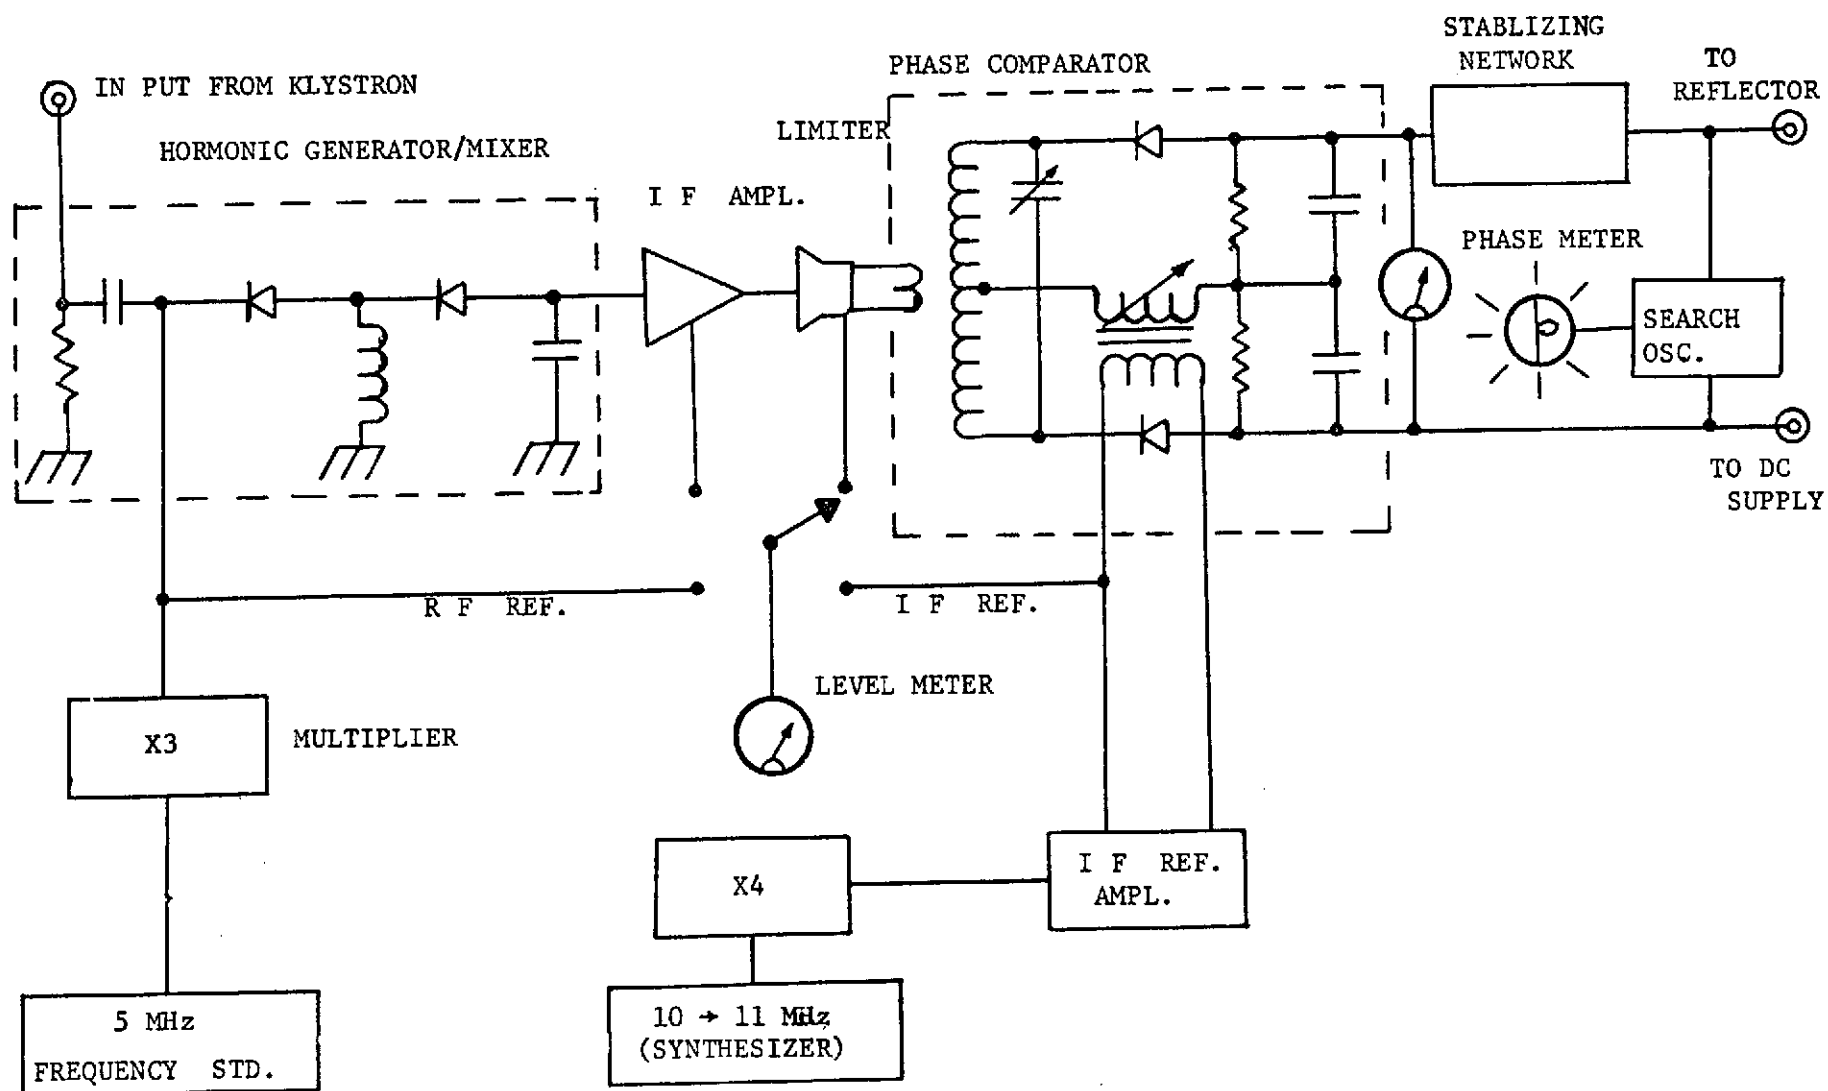 STABLIZING
NETWORK
TO
REFLECTOR
PHASE COMPARATOR
IN PUT FROM KLYSTRON
LIMITER
HORMONIC GENERATOR/MIXER
I F AMPL.
PHASE METER
SEARCH
OSC.
TO DC
SUPPLY
R F REF.
I F REF.
LEVEL METER
X3
MULTIPLIER
X4
I F REF.
AMPL.
5 MHz
FREQUENCY STD.
10 → 11 MHz
(SYNTHESIZER)